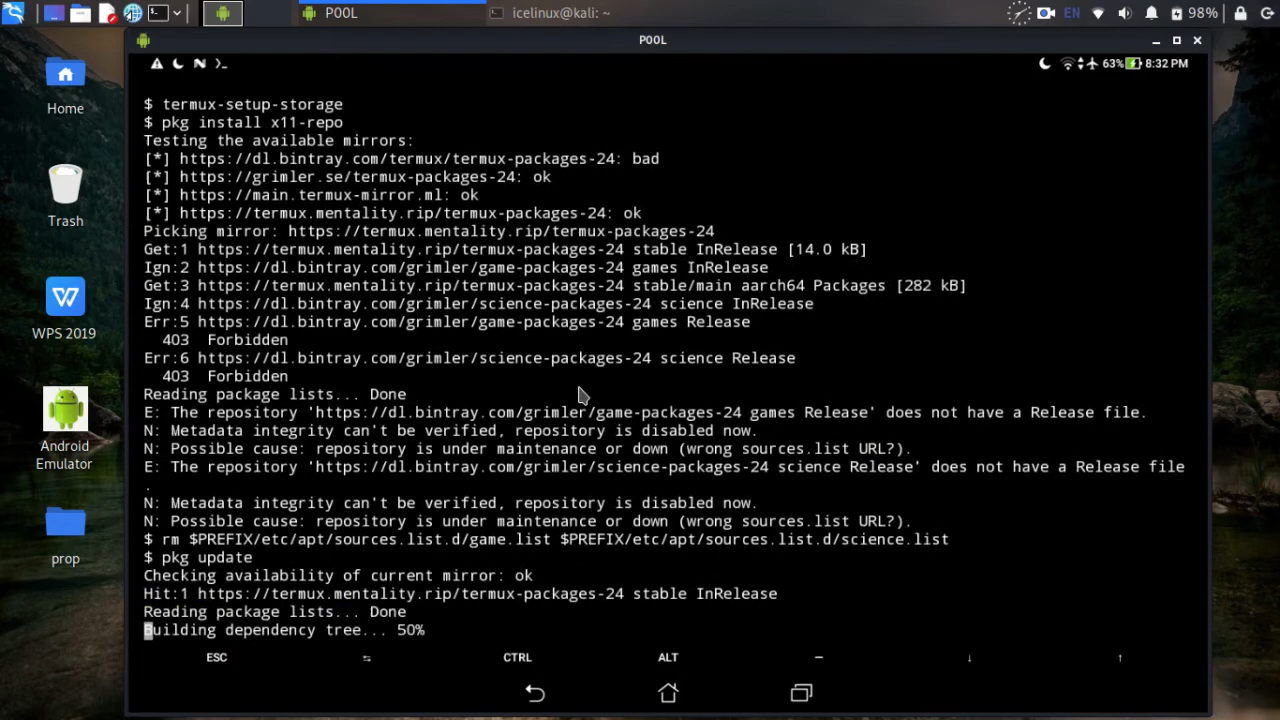 POOL
icelinux@kali: ~
EN
98%
POOL
63%
8:32 PM
Home
Trash
WPS 2019
Android
Emulator
prop
$ termux-setup-storage
$ pkg install x11-repo
Testing the available mirrors:
[*] https://dl.bintray.com/termux/termux-packages-24: bad
[*] https://grimler.se/termux-packages-24: ok
[*] https://main.termux-mirror.ml: ok
[*] https://termux.mentality.rip/termux-packages-24: ok
Picking mirror: https://termux.mentality.rip/termux-packages-24
Get:1 https://termux.mentality.rip/termux-packages-24 stable InRelease [14.0 kB]
Ign:2 https://dl.bintray.com/grimler/game-packages-24 games InRelease
Get:3 https://termux.mentality.rip/termux-packages-24 stable/main aarch64 Packages [282 kB]
Ign:4 https://dl.bintray.com/grimler/science-packages-24 science InRelease
Err:5 https://dl.bintray.com/grimler/game-packages-24 games Release
403  Forbidden
Err:6 https://dl.bintray.com/grimler/science-packages-24 science Release
403  Forbidden
Reading package lists... Done
E: The repository 'https://dl.bintray.com/grimler/game-packages-24 games Release' does not have a Release file.
N: Metadata integrity can't be verified, repository is disabled now.
N: Possible cause: repository is under maintenance or down (wrong sources.list URL?).
E: The repository 'https://dl.bintray.com/grimler/science-packages-24 science Release' does not have a Release file
.
N: Metadata integrity can't be verified, repository is disabled now.
N: Possible cause: repository is under maintenance or down (wrong sources.list URL?).
$ rm $PREFIX/etc/apt/sources.list.d/game.list $PREFIX/etc/apt/sources.list.d/science.list
$ pkg update
Checking availability of current mirror: ok
Hit:1 https://termux.mentality.rip/termux-packages-24 stable InRelease
Reading package lists... Done
Building dependency tree... 50%
ESC
CTRL
ALT
–
↓
↑